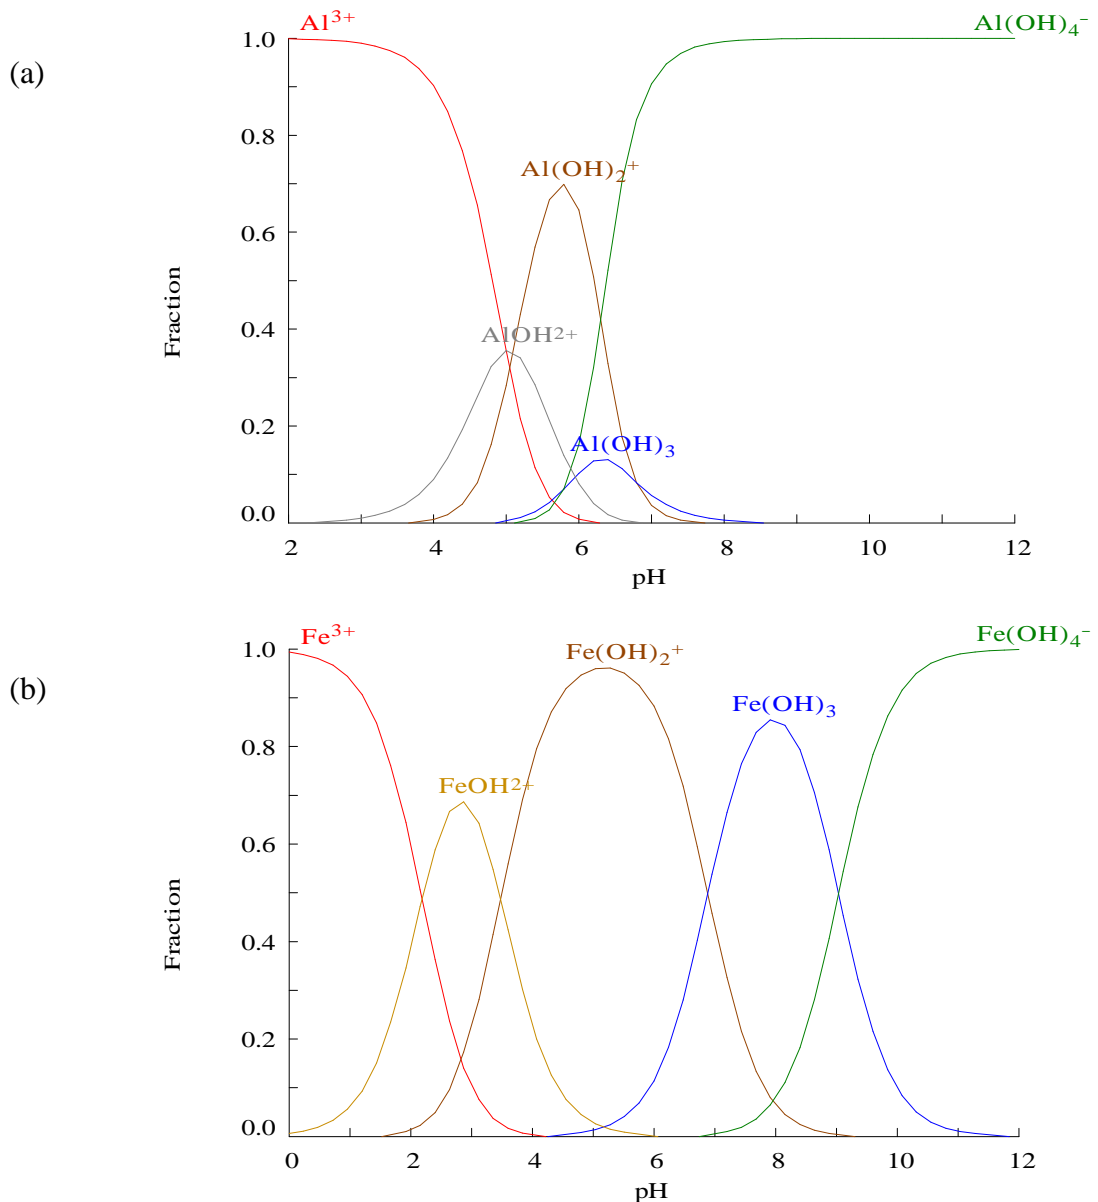 (a)
Al³⁺ Al(OH)₄⁻
1.0
0.8
Al(OH)₂⁺
0.6
Fraction
0.4
AlOH²⁺
0.2
Al(OH)₃
0.0
2 4 6 8 10 12
pH
(b)
Fe³⁺ Fe(OH)₂⁺ Fe(OH)₄⁻
1.0
Fe(OH)₃
0.8
FeOH²⁺
0.6
Fraction
0.4
0.2
0.0
0 2 4 6 8 10 12
pH